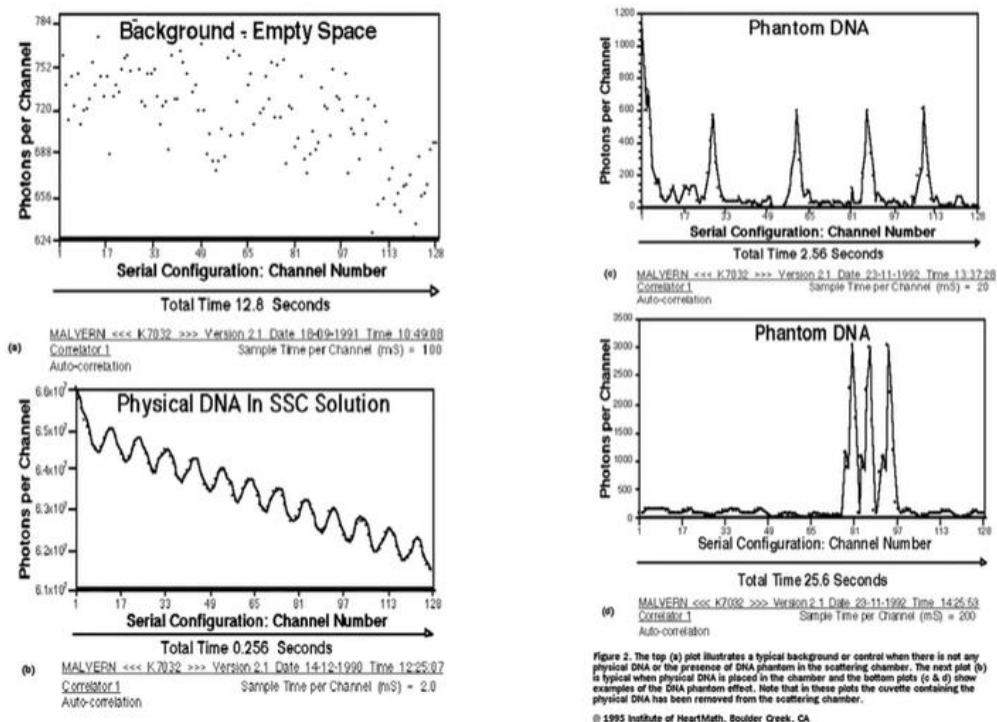 Background - Empty Space
Photons per Channel
784
752
720
688
656
624
1 17 33 49 65 81 97 113 128
Serial Configuration: Channel Number
Total Time 12.8 Seconds
(a)
MALVERN <<< K7032 >>> Version 2.1 Date 18-09-1991 Time 10:49:08
Correlator 1 Sample Time per Channel (mS) = 100
Auto-correlation
Physical DNA In SSC Solution
Photons per Channel
6.6x10⁷
6.5x10⁷
6.4x10⁷
6.3x10⁷
6.2x10⁷
6.1x10⁷
1 17 33 49 65 81 97 113 128
Serial Configuration: Channel Number
Total Time 0.256 Seconds
(b)
MALVERN <<< K7032 >>> Version 2.1 Date 14-12-1990 Time 12:25:07
Correlator 1 Sample Time per Channel (mS) = 2.0
Auto-correlation
Phantom DNA
Photons per Channel
1200
1000
800
600
400
200
0
1 17 32 49 65 81 97 113 128
Serial Configuration: Channel Number
Total Time 2.56 Seconds
(c)
MALVERN <<< K7032 >>> Version 2.1 Date 23-11-1992 Time 13:37:28
Correlator 1 Sample Time per Channel (mS) = 20
Auto-correlation
Phantom DNA
Photons per Channel
3500
3000
2500
2000
1500
1000
500
0
1 17 33 49 65 81 97 113 128
Serial Configuration: Channel Number
Total Time 25.6 Seconds
(d)
MALVERN <<< K7032 >>> Version 2.1 Date 23-11-1992 Time 14:25:53
Correlator 1 Sample Time per Channel (mS) = 200
Auto-correlation
Figure 2. The top (a) plot illustrates a typical background or control when there is not any
physical DNA or the presence of DNA phantom in the scattering chamber. The next plot (b)
is typical when physical DNA is placed in the chamber and the bottom plots (c & d) show
examples of the DNA phantom effect. Note that in these plots the cuvette containing the
physical DNA has been removed from the scattering chamber.
© 1995 Institute of HeartMath, Boulder Creek, CA